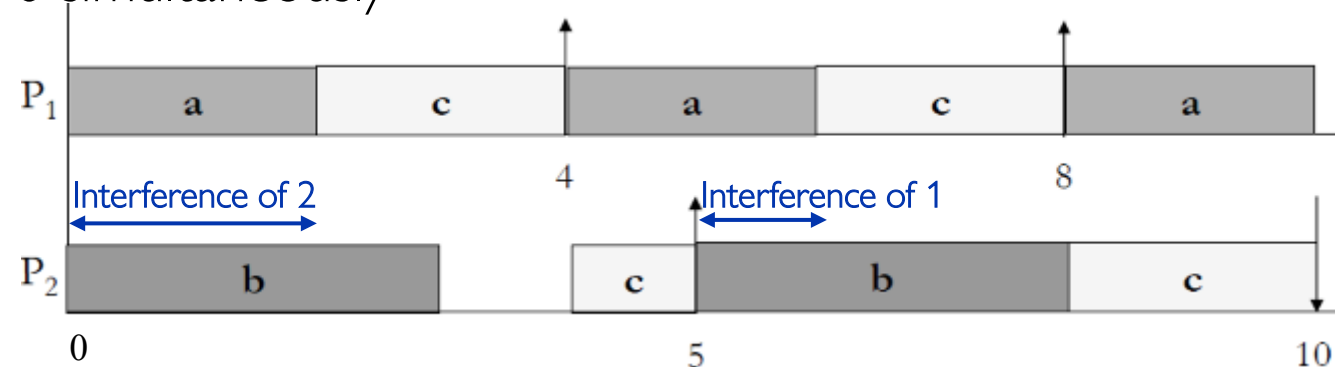 P₁ a c a c a
4 8
Interference of 2 Interference of 1
P₂ b c b c
0 5 10